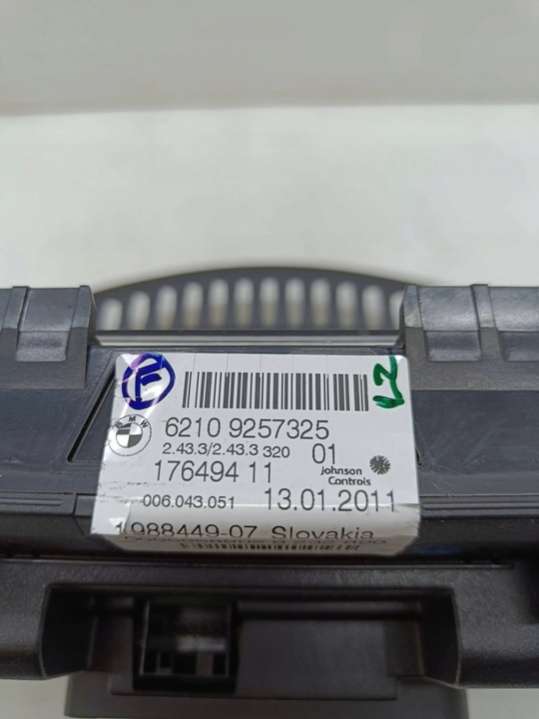 F
BMW
6210 9257325
2.43.3/2.43.3 320 01
176494 11 Johnson Controls
006.043.051 13.01.2011
1988449-07 Slovakia